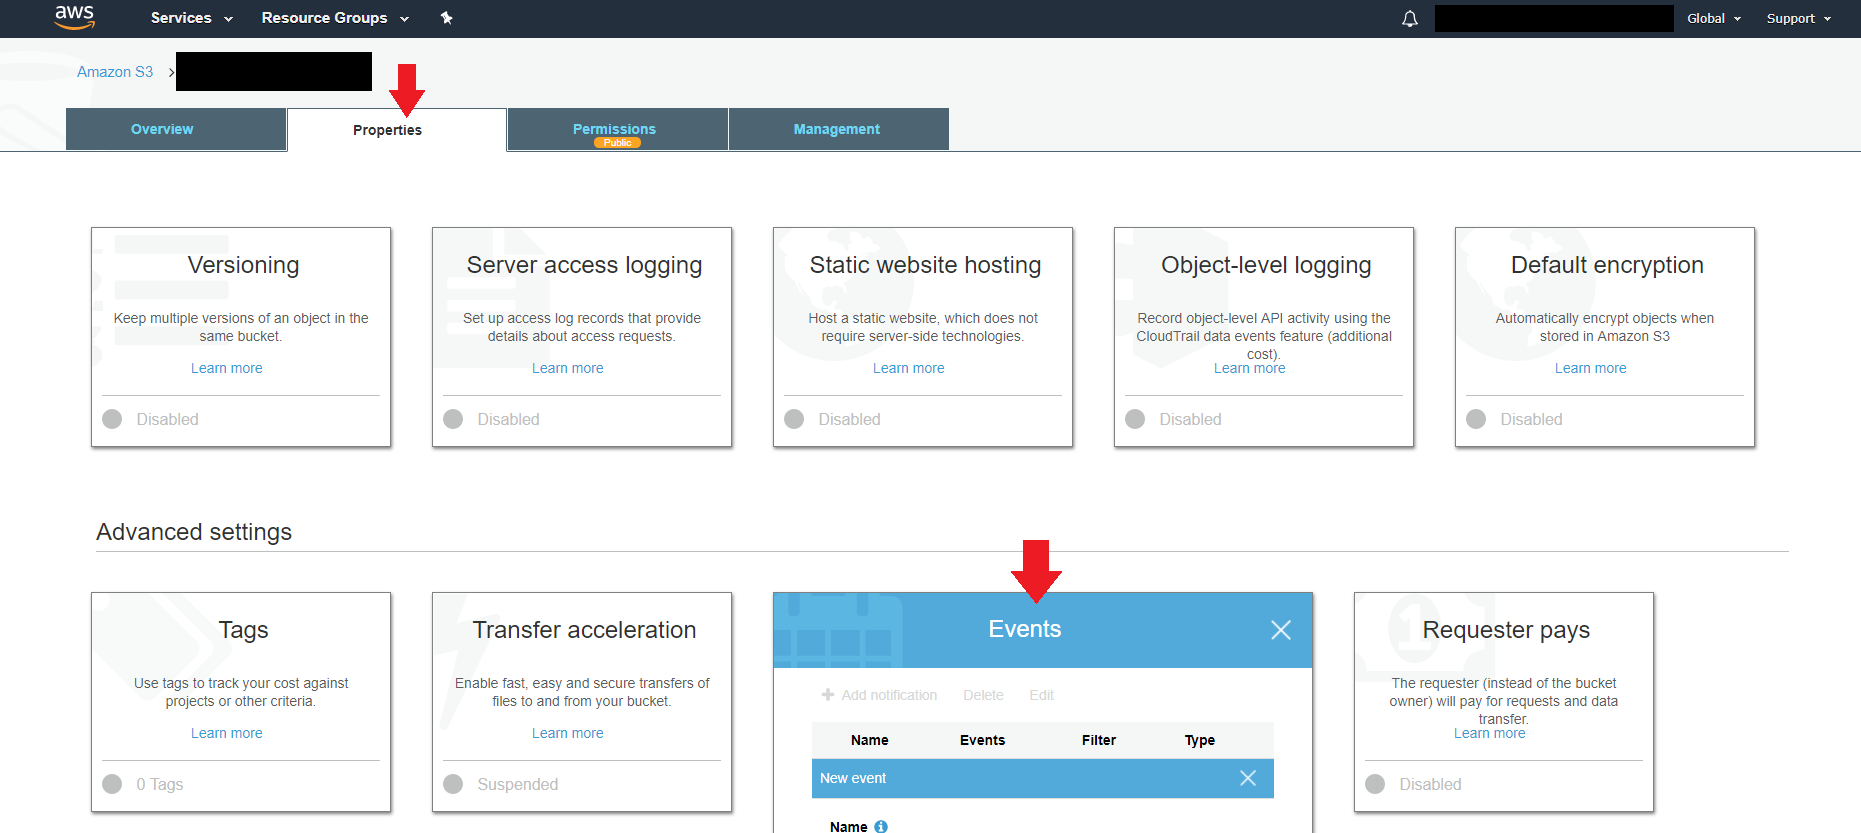 aws Services Resource Groups Global Support
Amazon S3 >
Overview Properties Permissions Management
Public
Versioning
Keep multiple versions of an object in the
same bucket.
Learn more
Disabled
Server access logging
Set up access log records that provide
details about access requests.
Learn more
Disabled
Static website hosting
Host a static website, which does not
require server-side technologies.
Learn more
Disabled
Object-level logging
Record object-level API activity using the
CloudTrail data events feature (additional
cost).
Learn more
Disabled
Default encryption
Automatically encrypt objects when
stored in Amazon S3
Learn more
Disabled
Advanced settings
Tags
Use tags to track your cost against
projects or other criteria.
Learn more
0 Tags
Transfer acceleration
Enable fast, easy and secure transfers of
files to and from your bucket.
Learn more
Suspended
Events
Add notification Delete Edit
Name Events Filter Type
New event
Name
Requester pays
The requester (instead of the bucket
owner) will pay for requests and data
transfer.
Learn more
Disabled